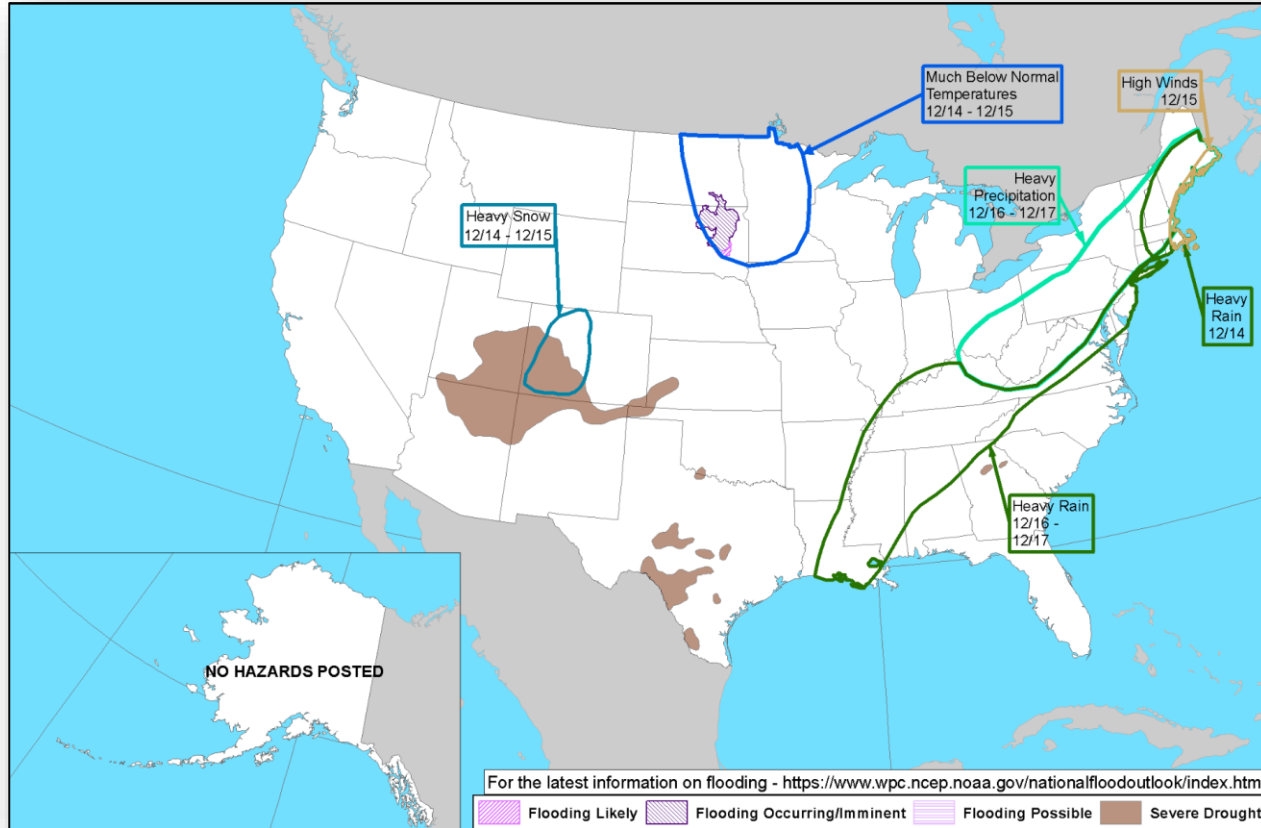 Much Below Normal
Temperatures
12/14 - 12/15
High Winds
12/15
Heavy
Precipitation
12/16 - 12/17
Heavy Snow
12/14 - 12/15
Heavy
Rain
12/14
Heavy Rain
12/16 -
12/17
NO HAZARDS POSTED
For the latest information on flooding - https://www.wpc.ncep.noaa.gov/nationalfloodoutlook/index.htm
Flooding Likely Flooding Occurring/Imminent Flooding Possible Severe Drought